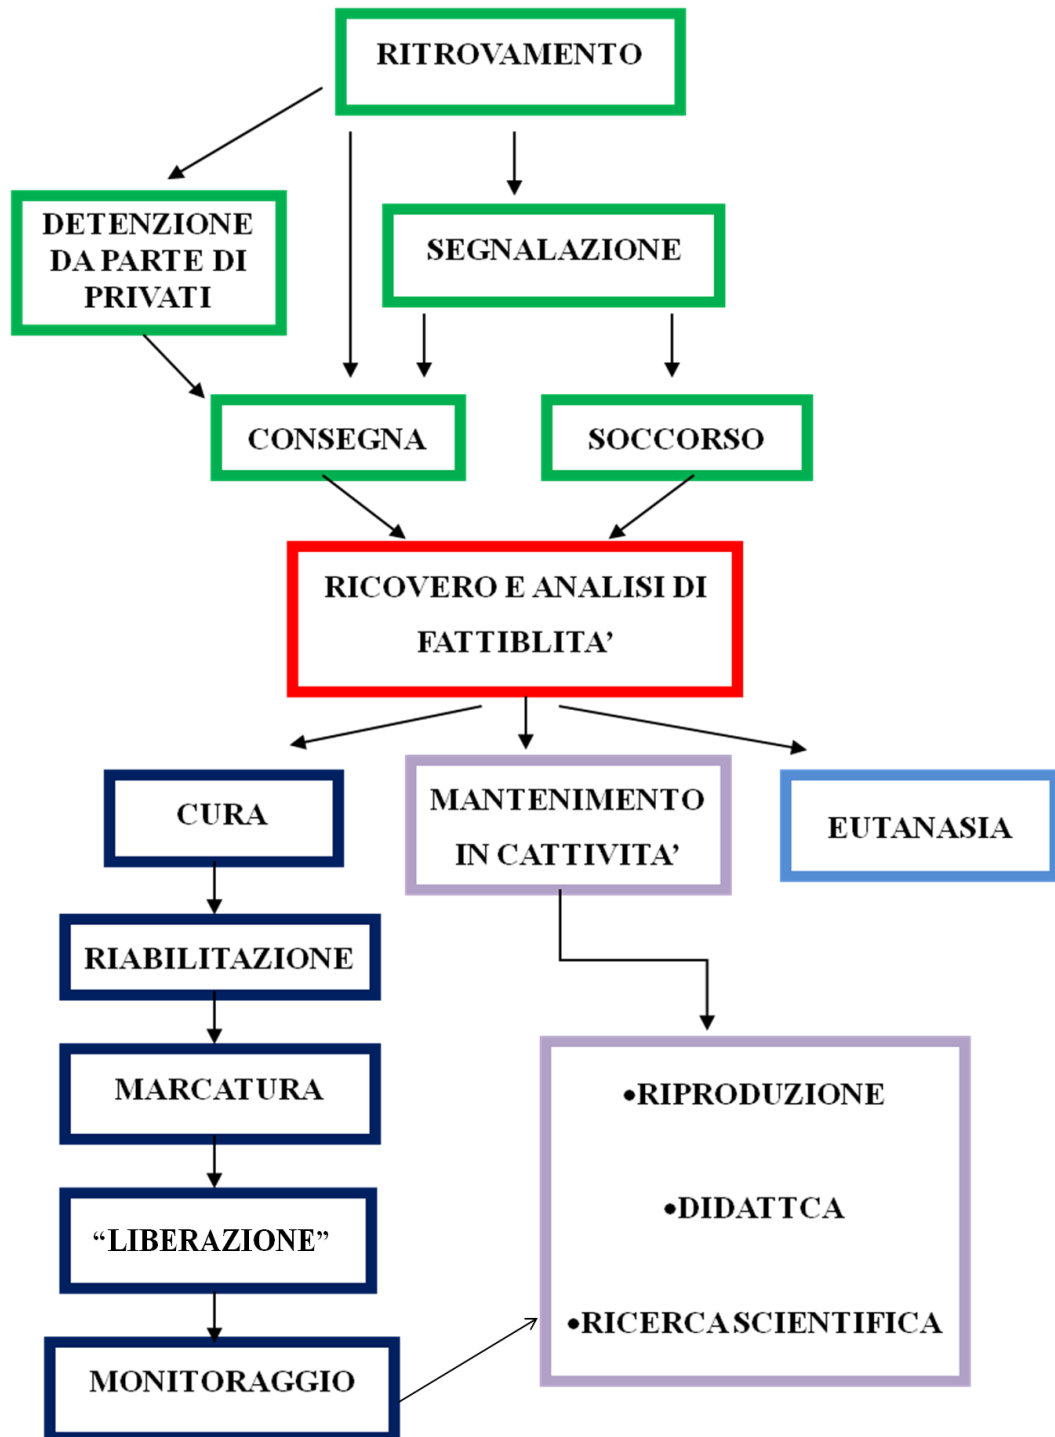 RITROVAMENTO
DETENZIONE
DA PARTE DI
PRIVATI
SEGNALAZIONE
CONSEGNA
SOCCORSO
RICOVERO E ANALISI DI
FATTIBLITA’
CURA
MANTENIMENTO
IN CATTIVITA’
EUTANASIA
RIABILITAZIONE
MARCATURA
“LIBERAZIONE”
MONITORAGGIO
•RIPRODUZIONE
•DIDATTCA
•RICERCA SCIENTIFICA